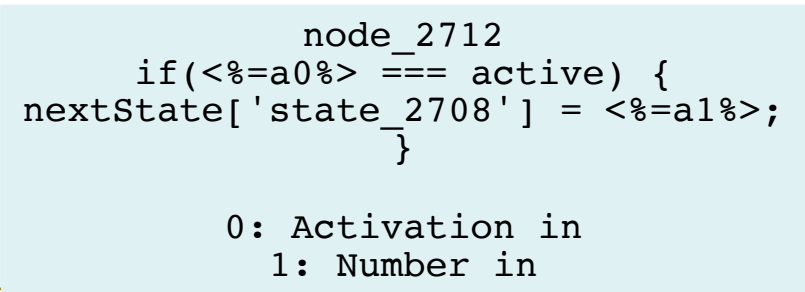 node_2712
if(<%=a0%> === active) {
nextState['state_2708'] = <%=a1%>;
}
0: Activation in
1: Number in